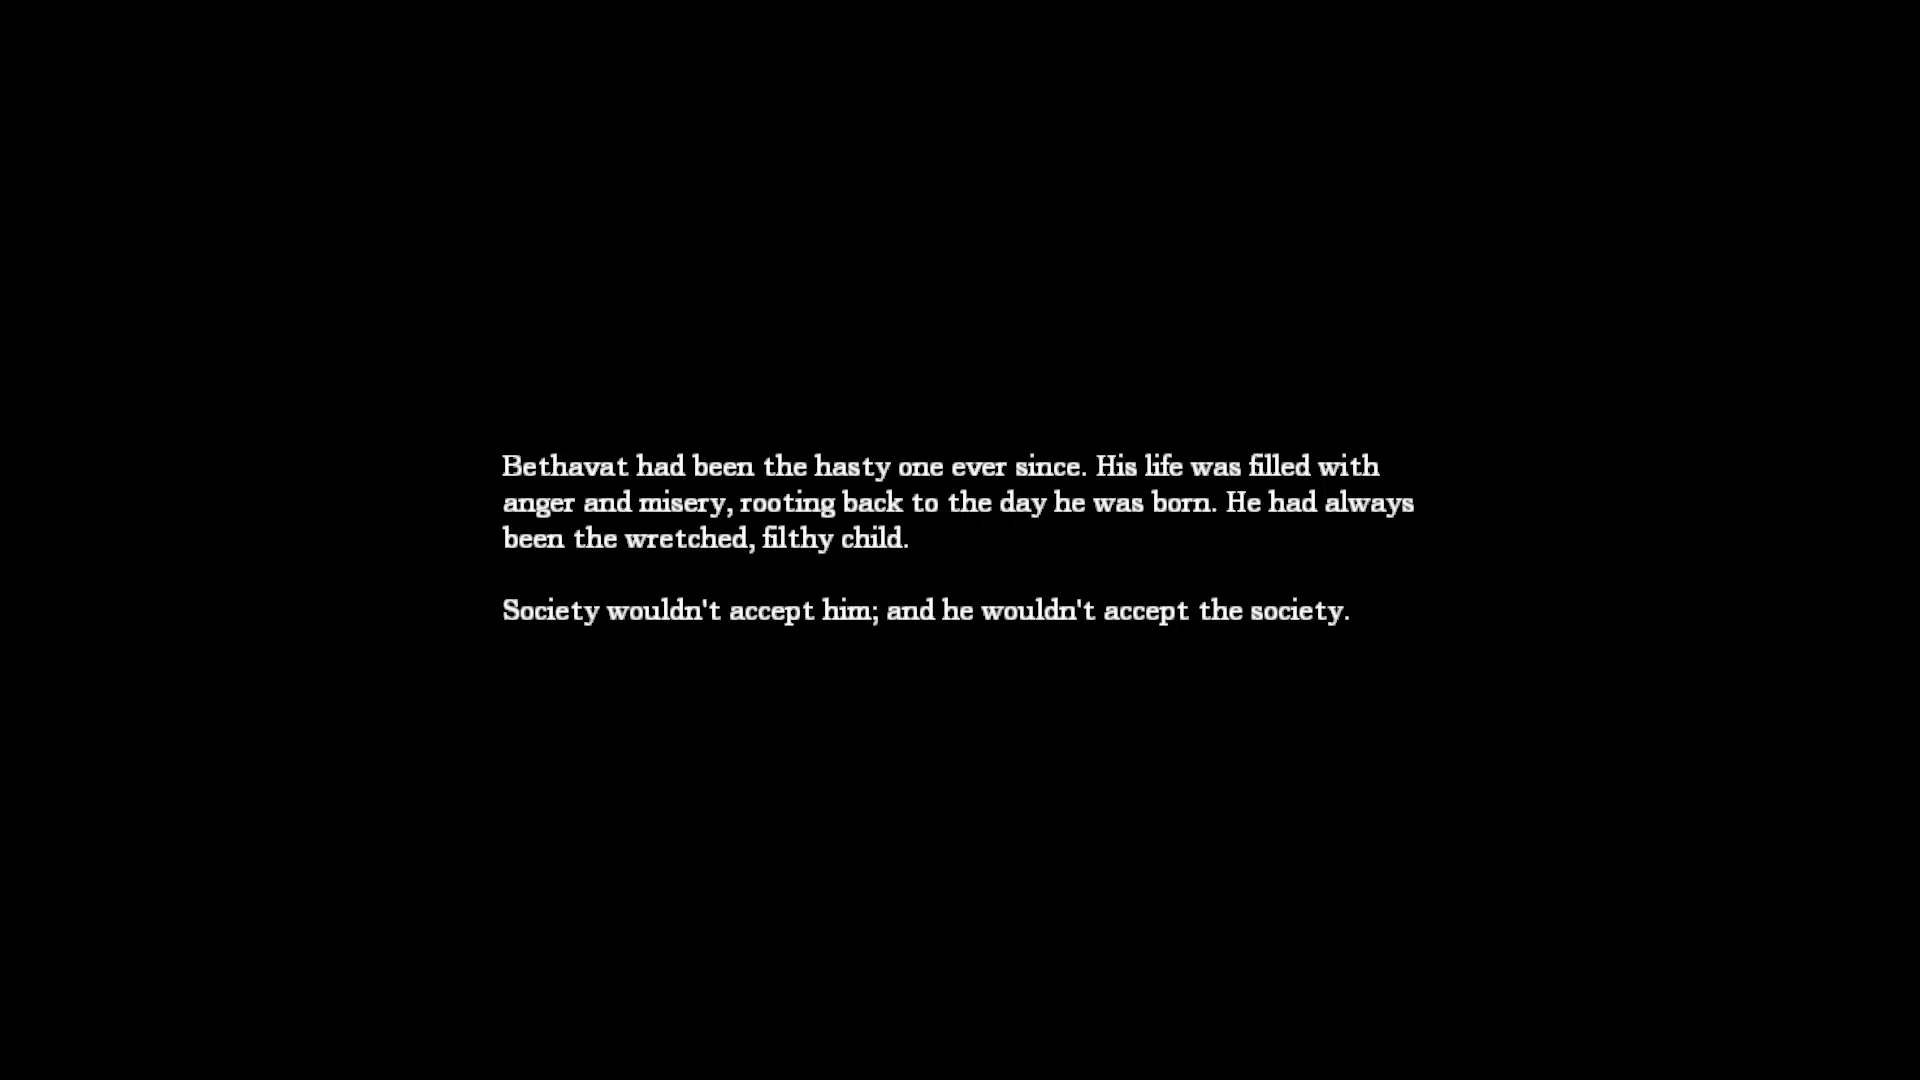 Bethavat had been the hasty one ever since. His life was filled with
anger and misery, rooting back to the day he was born. He had always
been the wretched, filthy child.
Society wouldn't accept him; and he wouldn't accept the society.